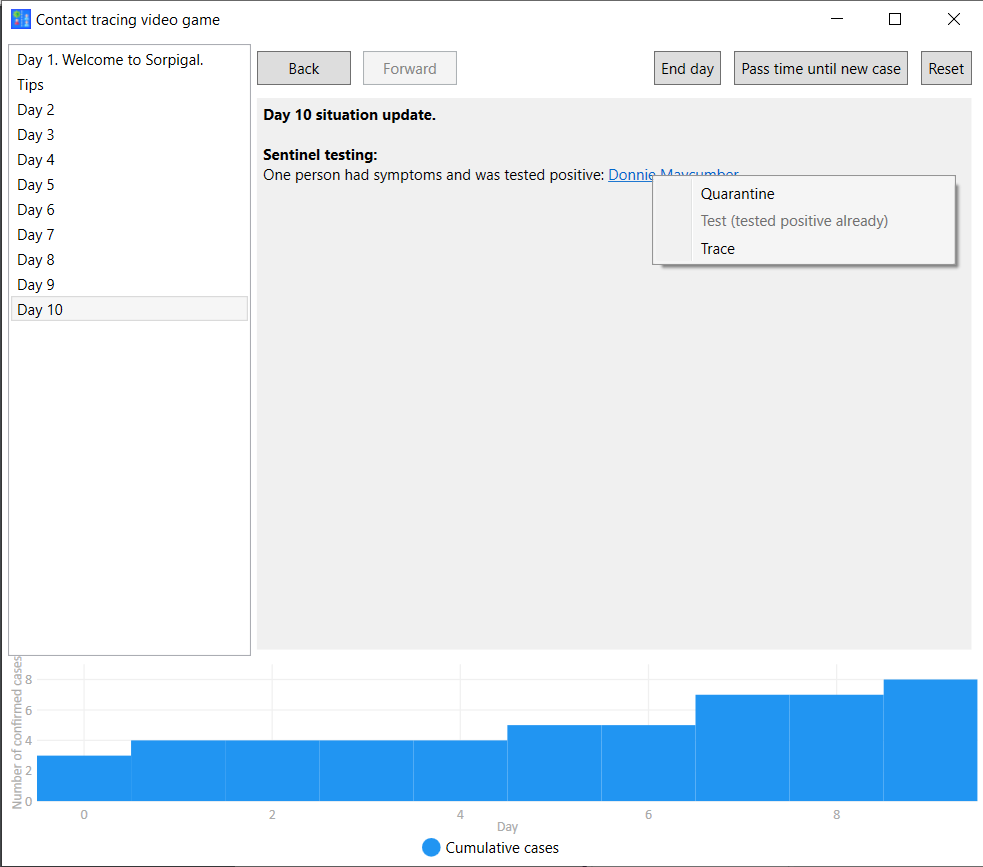 Contact tracing video game
Day 1. Welcome to Sorpigal.
Tips
Day 2
Day 3
Day 4
Day 5
Day 6
Day 7
Day 8
Day 9
Day 10
Back
Forward
End day
Pass time until new case
Reset
Day 10 situation update.
Sentinel testing:
One person had symptoms and was tested positive: Donnie Maycumber
Quarantine
Test (tested positive already)
Trace
Number of confirmed cases
8
6
4
2
0
0 2 4 6 8
Day
Cumulative cases